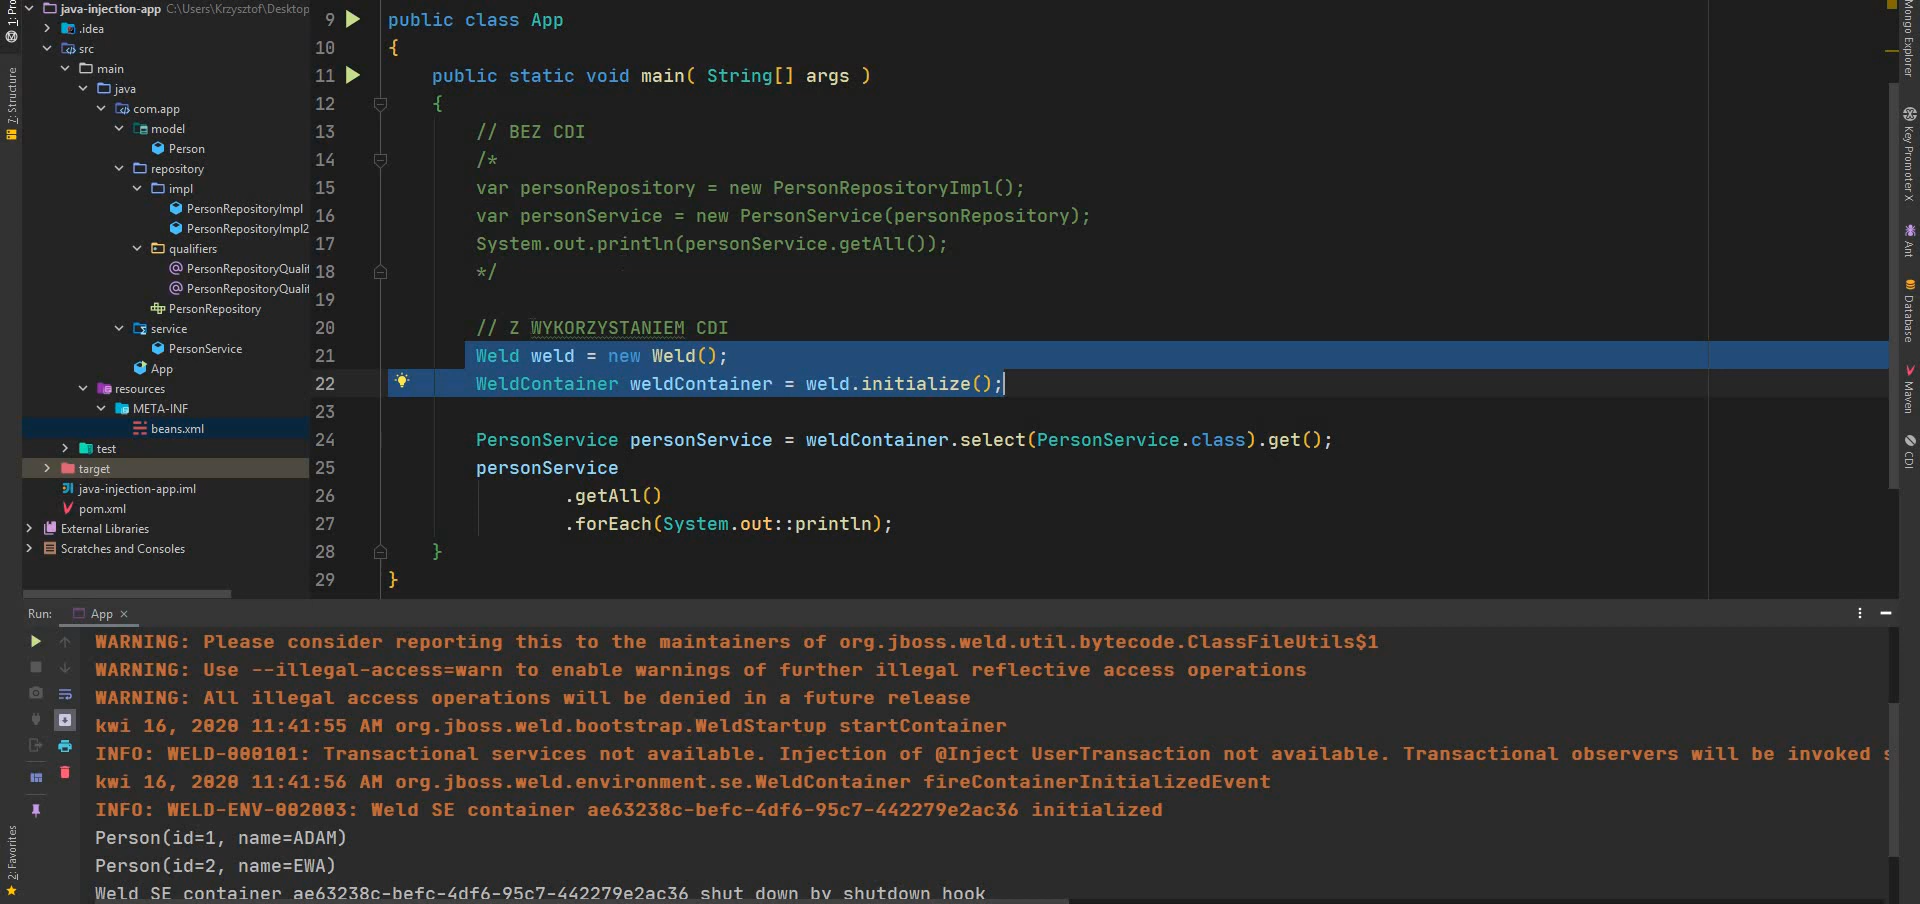 java-injection-app C:\Users\Krzysztof\Desktop
.idea
src
main
java
com.app
model
Person
repository
impl
PersonRepositoryImpl
PersonRepositoryImpl2
qualifiers
PersonRepositoryQualif
PersonRepositoryQualif
PersonRepository
service
PersonService
App
resources
META-INF
beans.xml
test
target
java-injection-app.iml
pom.xml
External Libraries
Scratches and Consoles
7: Structure
2: Favorites
9 public class App
10 {
11 public static void main( String[] args )
12 {
13 // BEZ CDI
14 /*
15 var personRepository = new PersonRepositoryImpl();
16 var personService = new PersonService(personRepository);
17 System.out.println(personService.getAll());
18 */
19
20 // Z WYKORZYSTANIEM CDI
21 Weld weld = new Weld();
22 WeldContainer weldContainer = weld.initialize();
23
24 PersonService personService = weldContainer.select(PersonService.class).get();
25 personService
26 .getAll()
27 .forEach(System.out::println);
28 }
29 }
Mongo Explorer
Key Promoter X
Ant
Database
Maven
CDI
Run: App ×
WARNING: Please consider reporting this to the maintainers of org.jboss.weld.util.bytecode.ClassFileUtils$1
WARNING: Use --illegal-access=warn to enable warnings of further illegal reflective access operations
WARNING: All illegal access operations will be denied in a future release
kwi 16, 2020 11:41:55 AM org.jboss.weld.bootstrap.WeldStartup startContainer
INFO: WELD-000101: Transactional services not available. Injection of @Inject UserTransaction not available. Transactional observers will be invoked s
kwi 16, 2020 11:41:56 AM org.jboss.weld.environment.se.WeldContainer fireContainerInitializedEvent
INFO: WELD-ENV-002003: Weld SE container ae63238c-befc-4df6-95c7-442279e2ac36 initialized
Person(id=1, name=ADAM)
Person(id=2, name=EWA)
Weld SE container ae63238c-befc-4df6-95c7-442279e2ac36 shut down by shutdown hook